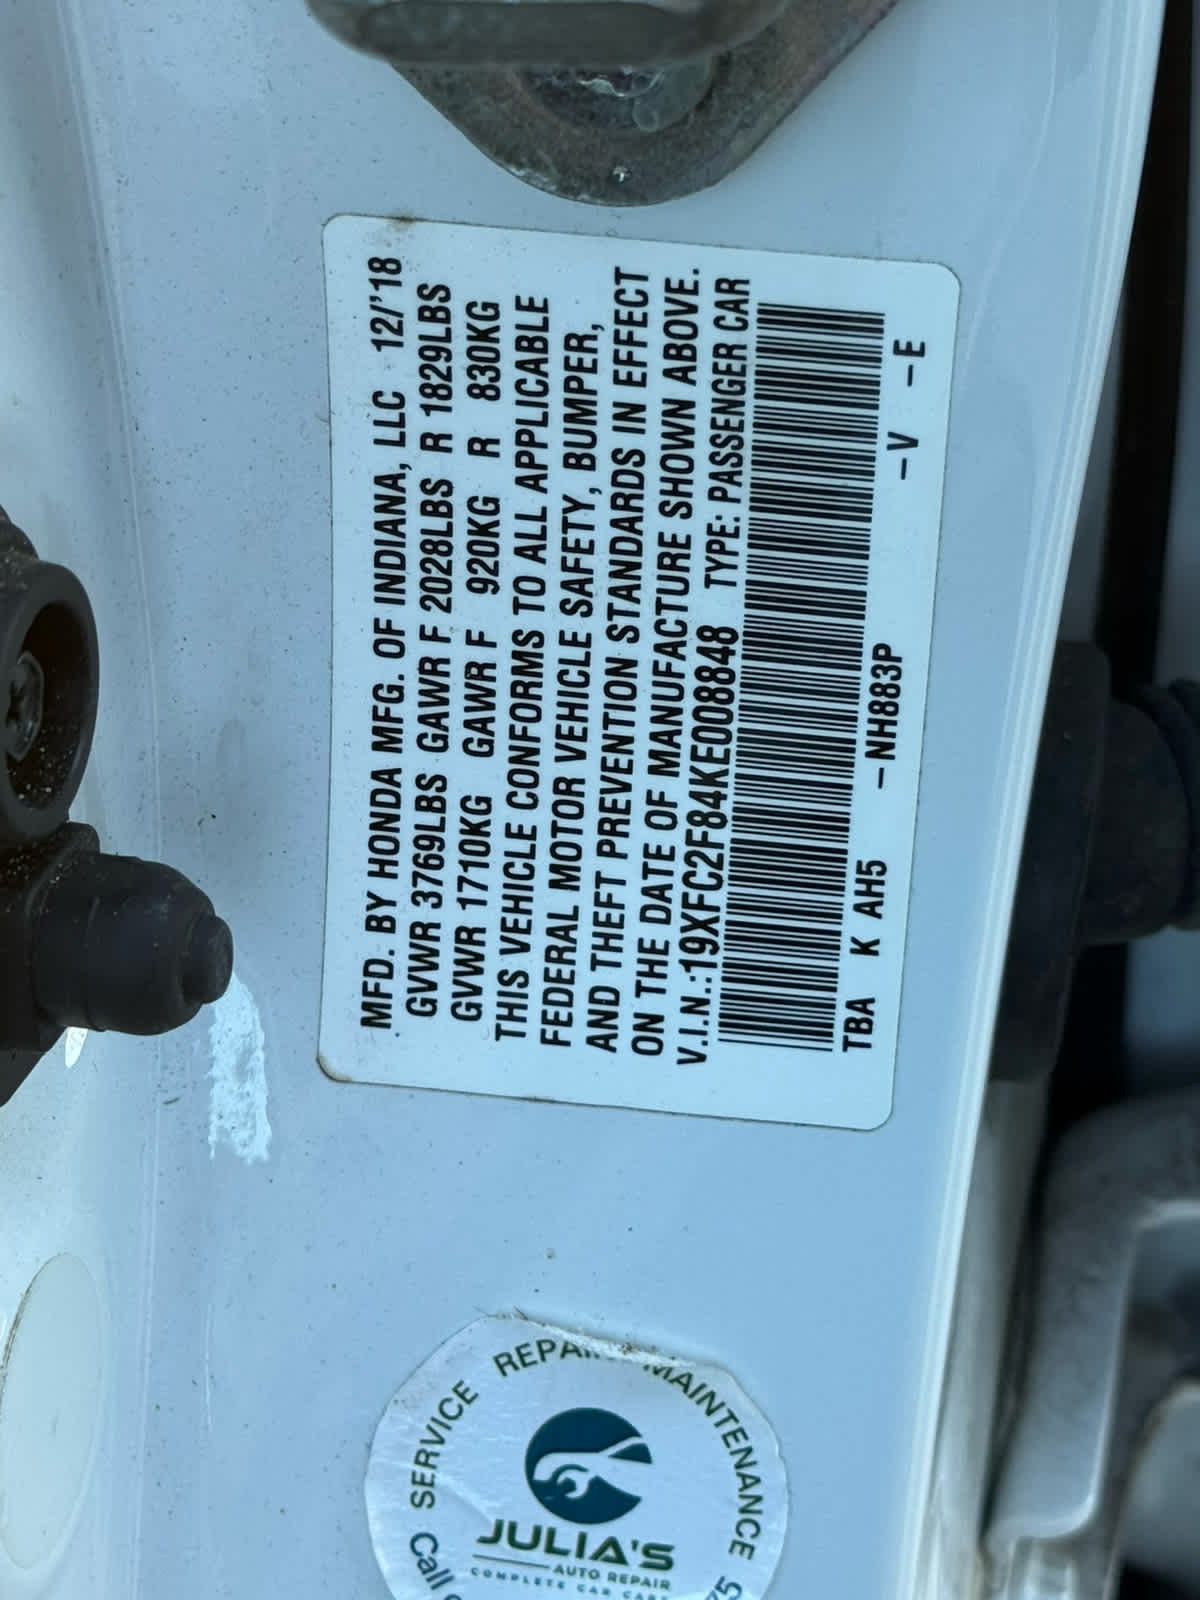 MFD. BY HONDA MFG. OF INDIANA, LLC 12/'18
GVWR 3769LBS GAWR F 2028LBS R 1829LBS
GVWR 1710KG GAWR F 920KG R 830KG
THIS VEHICLE CONFORMS TO ALL APPLICABLE
FEDERAL MOTOR VEHICLE SAFETY, BUMPER,
AND THEFT PREVENTION STANDARDS IN EFFECT
ON THE DATE OF MANUFACTURE SHOWN ABOVE.
V.I.N.:19XFC2F84KE008848 TYPE: PASSENGER CAR
TBA K AH5 –NH883P –V –E
Call SERVICE REPAIR MAINTENANCE
JULIA'S
AUTO REPAIR
COMPLETE CAR CARE